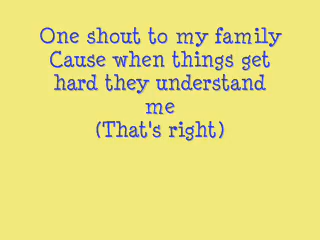 One shout to my family
Cause when things get
hard they understand
me
(That's right)